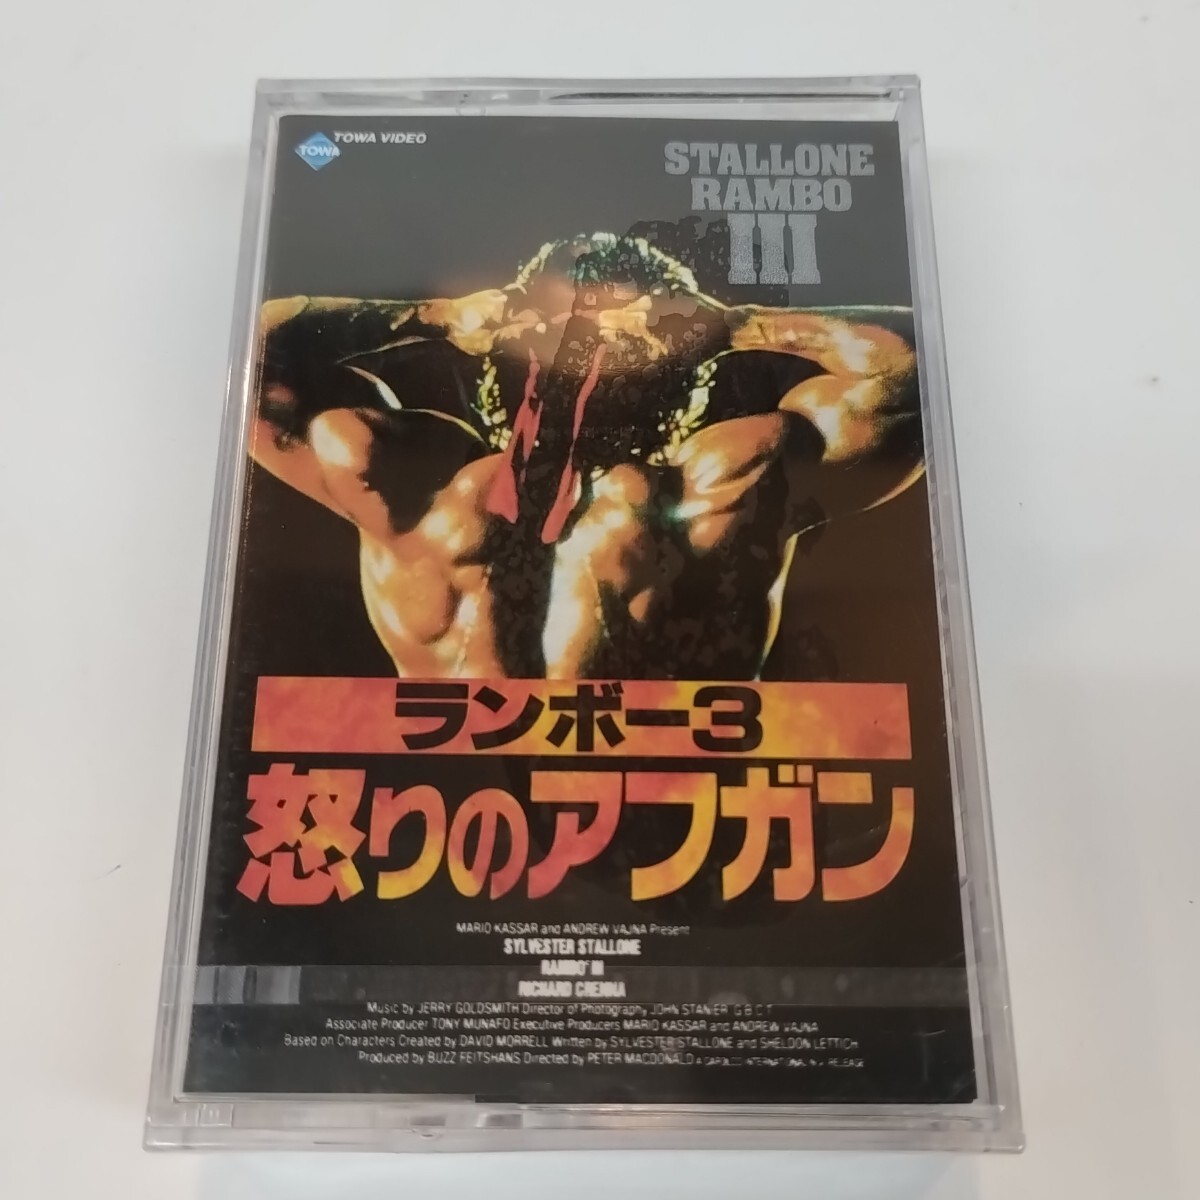 TOWA VIDEO
TOWA
STALLONE
RAMBO
III
ランボー3
怒りのアフガン
MARIO KASSAR and ANDREW VAJNA Present
SYLVESTER STALLONE
RAMBO III
RICHARD CRENNA
Music by JERRY GOLDSMITH Director of Photography JOHN STANIER G.B.C.T
Associate Producer TONY MUNAFO Executive Producers MARIO KASSAR and ANDREW VAJNA
Based on Characters Created by DAVID MORRELL Written by SYLVESTER STALLONE and SHELDON LETTICH
Produced by BUZZ FEITSHANS Directed by PETER MACDONALD A CAROLCO INTERNATIONAL N.V. RELEASE